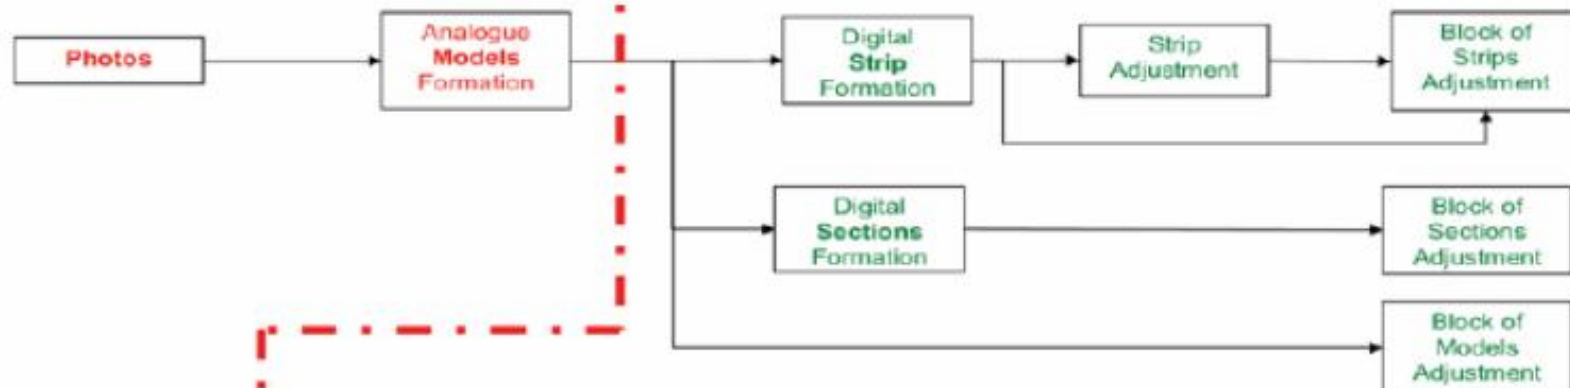 Photos
Analogue
Models
Formation
Digital
Strip
Formation
Strip
Adjustment
Block of
Strips
Adjustment
Digital
Sections
Formation
Block of
Sections
Adjustment
Block of
Models
Adjustment